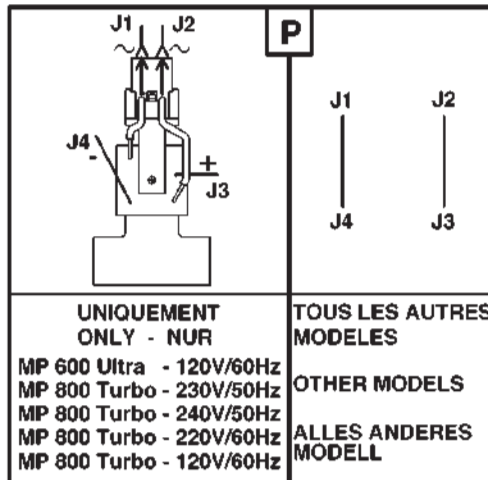 J1 J2
P
J4
-
+
J3
J1 J2
J4 J3
UNIQUEMENT
ONLY - NUR
MP 600 Ultra - 120V/60Hz
MP 800 Turbo - 230V/50Hz
MP 800 Turbo - 240V/50Hz
MP 800 Turbo - 220V/60Hz
MP 800 Turbo - 120V/60Hz
TOUS LES AUTRES
MODELES
OTHER MODELS
ALLES ANDERES
MODELL